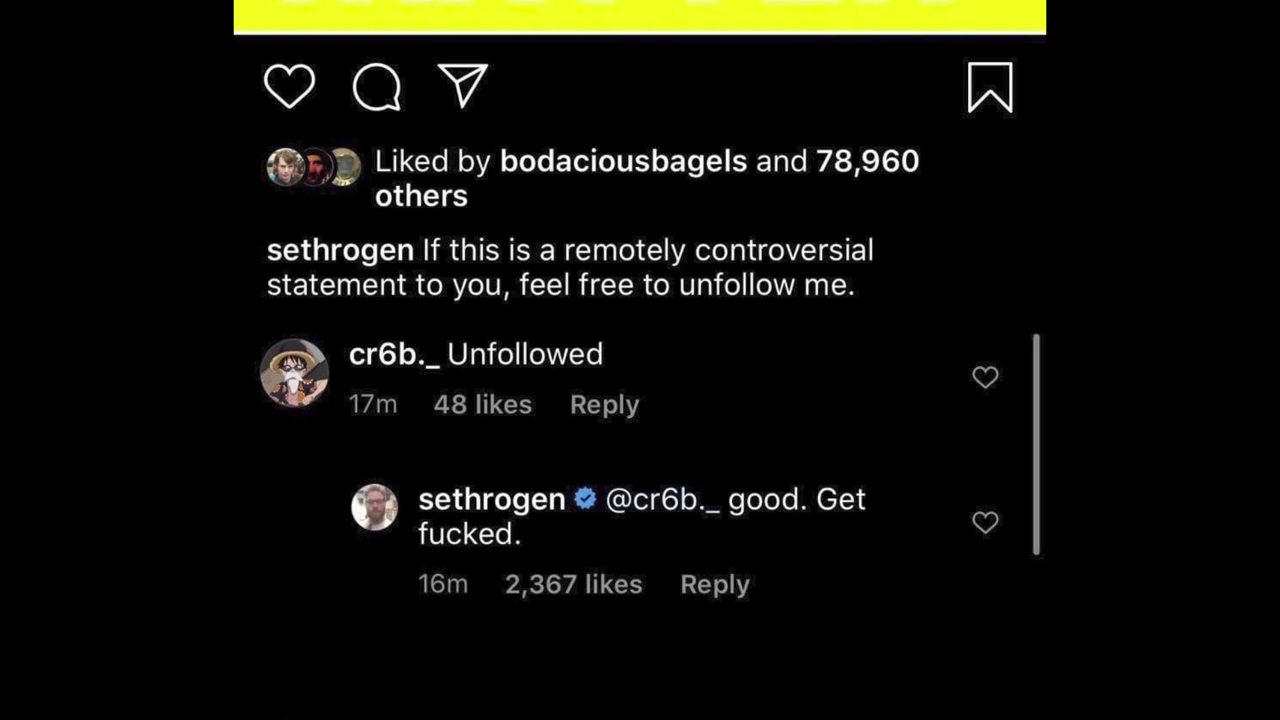 Liked by bodaciousbagels and 78,960
others
sethrogen If this is a remotely controversial
statement to you, feel free to unfollow me.
cr6b._ Unfollowed
17m 48 likes Reply
sethrogen @cr6b._ good. Get
fucked.
16m 2,367 likes Reply